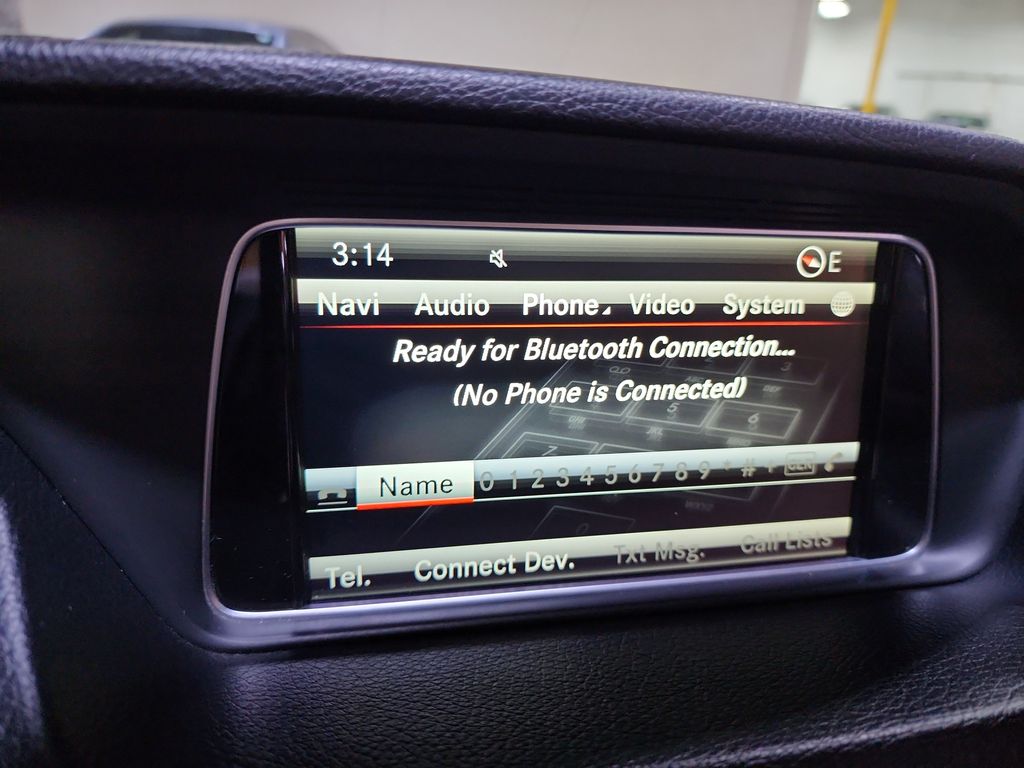 3:14 E
Navi Audio Phone Video System
Ready for Bluetooth Connection...
(No Phone is Connected)
Name 0 1 2 3 4 5 6 7 8 9 * # +
Tel. Connect Dev. Txt Msg. Call Lists